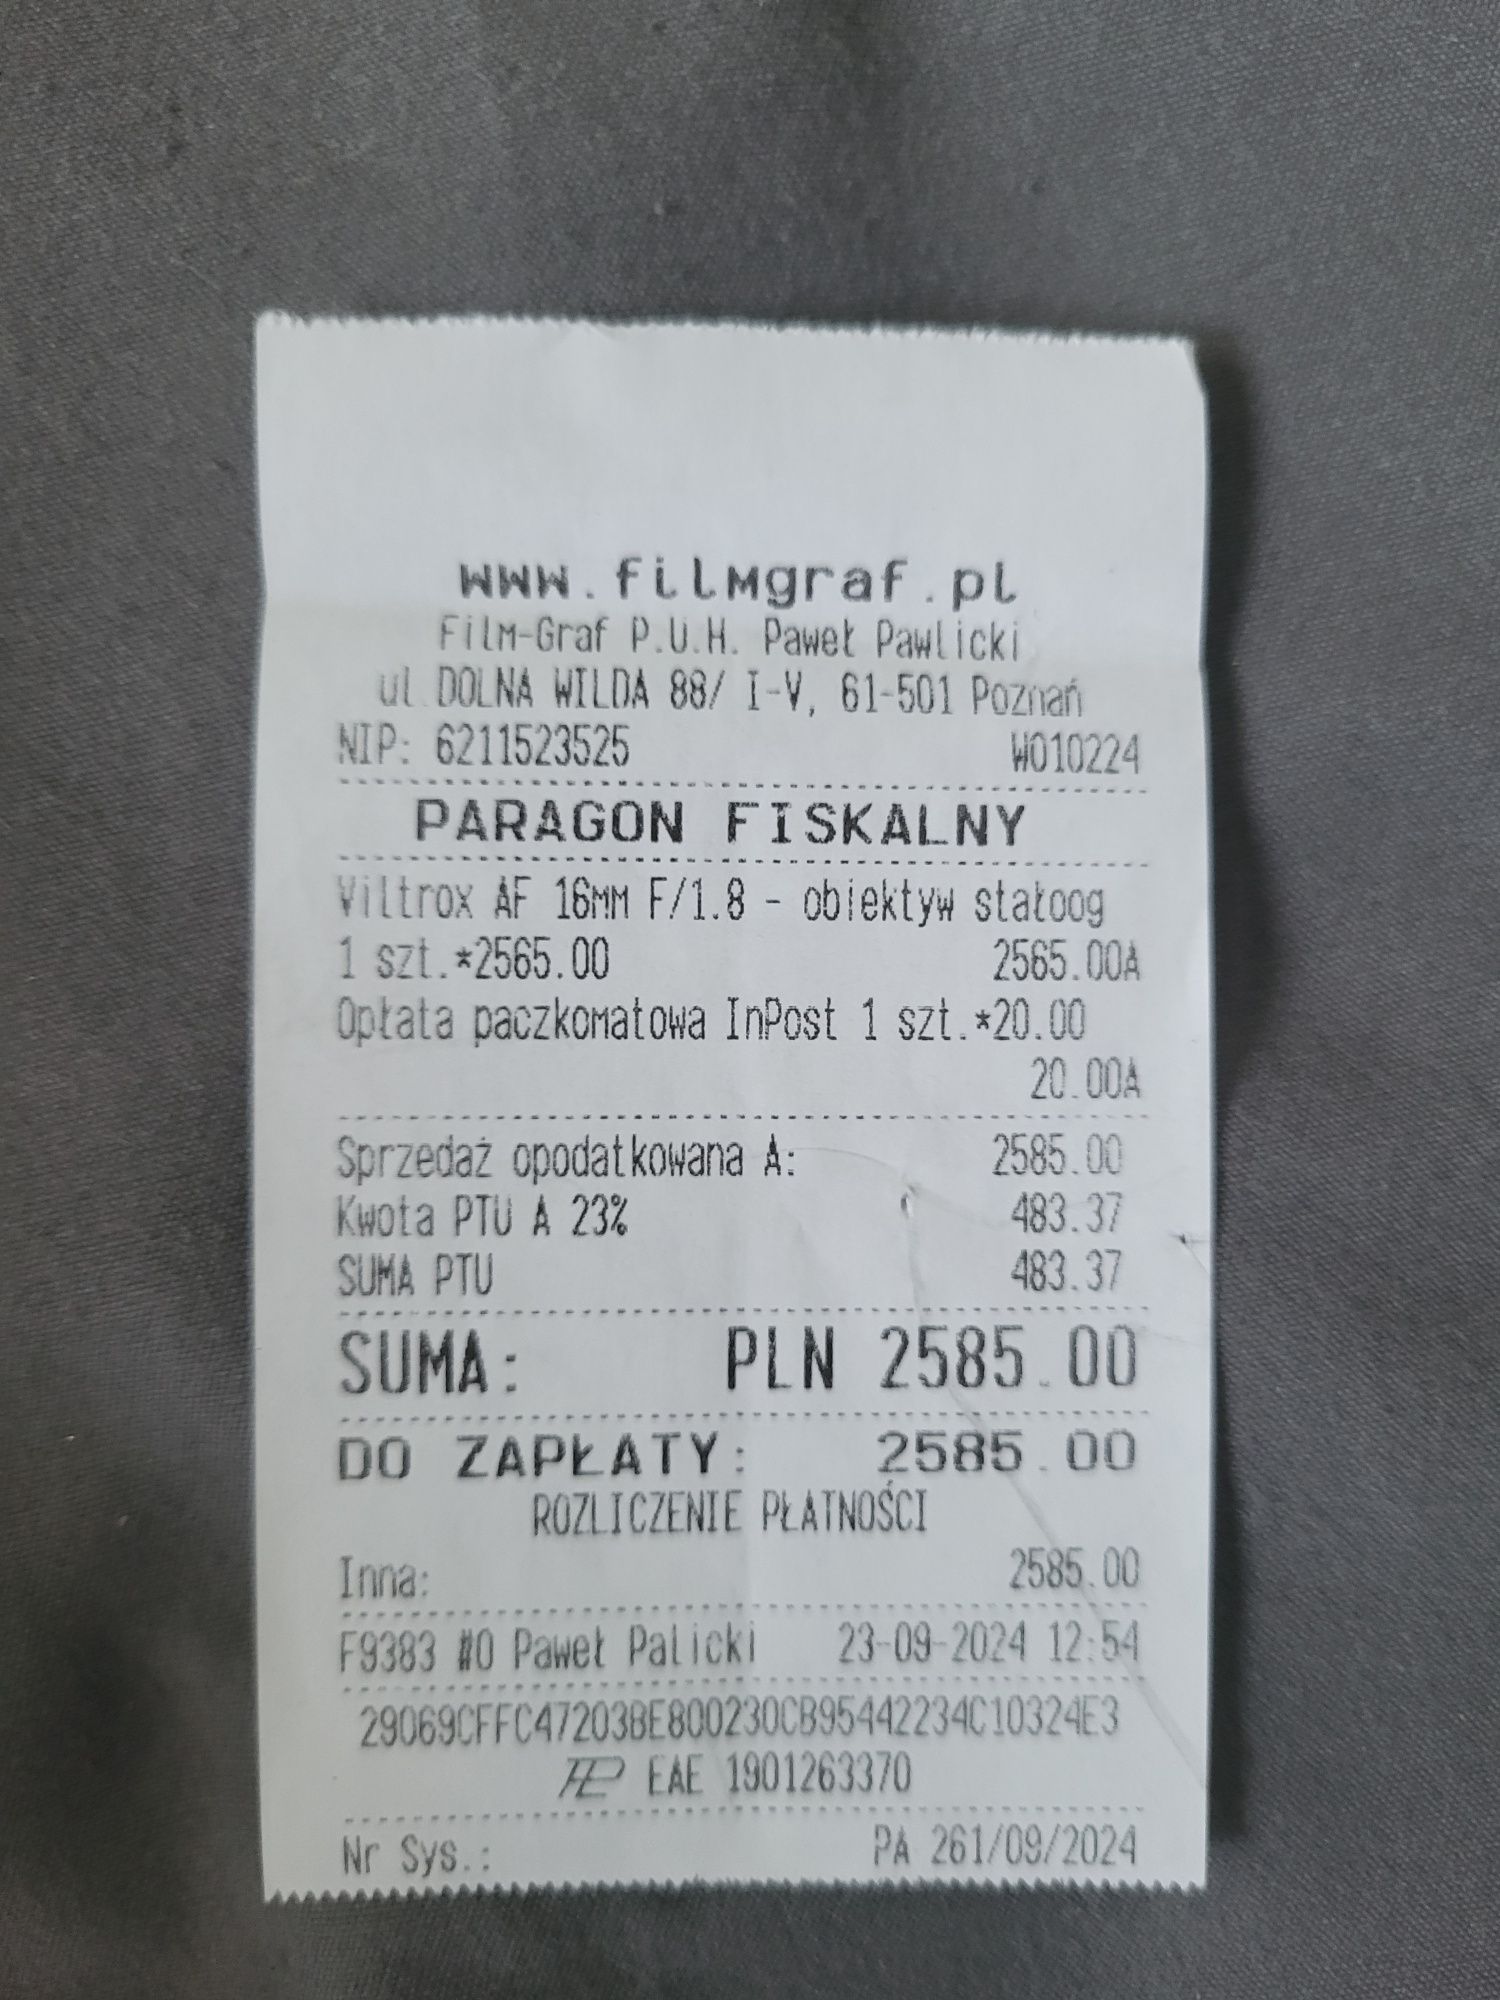 www.filmgraf.pl
Film-Graf P.U.H. Paweł Pawlicki
ul.DOLNA WILDA 88/ I-V, 61-501 Poznań
NIP: 6211523525 W010224
PARAGON FISKALNY
Viltrox AF 16mm F/1.8 - obiektyw stałoog
1 szt.*2565.00 2565.00A
Opłata paczkomatowa InPost 1 szt.*20.00
20.00A
Sprzedaż opodatkowana A: 2585.00
Kwota PTU A 23% 483.37
SUMA PTU 483.37
SUMA: PLN 2585.00
DO ZAPŁATY: 2585.00
ROZLICZENIE PŁATNOŚCI
Inna: 2585.00
F9383 #0 Paweł Palicki 23-09-2024 12:54
29069CFFC47203BE800230CB95442234C10324E3
EAE 1901263370
Nr Sys.: PA 261/09/2024